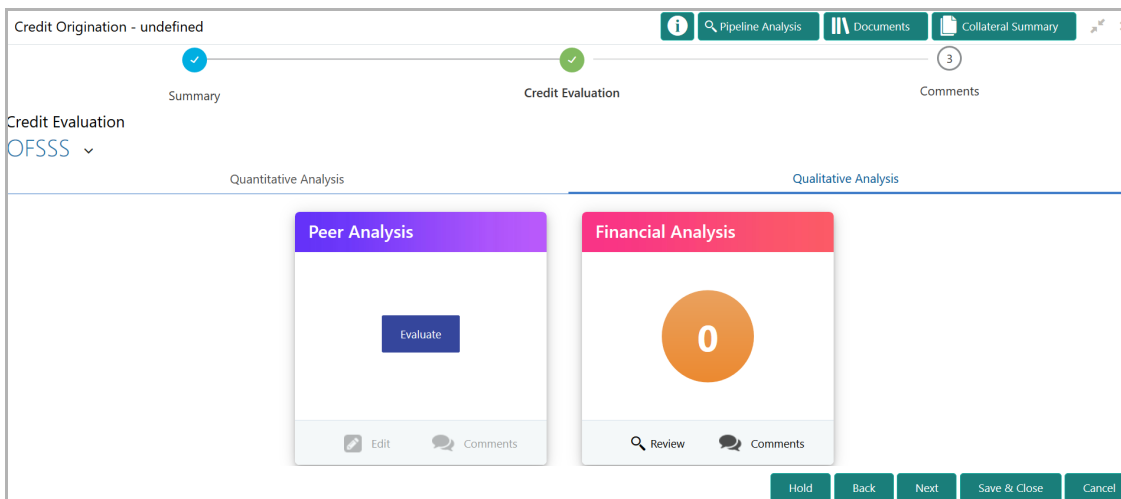 Credit Origination - undefined
i
Pipeline Analysis
Documents
Collateral Summary
3
Summary
Credit Evaluation
Comments
Credit Evaluation
OFSSS
Quantitative Analysis
Qualitative Analysis
Peer Analysis
Financial Analysis
Evaluate
0
Edit
Comments
Review
Comments
Hold
Back
Next
Save & Close
Cancel